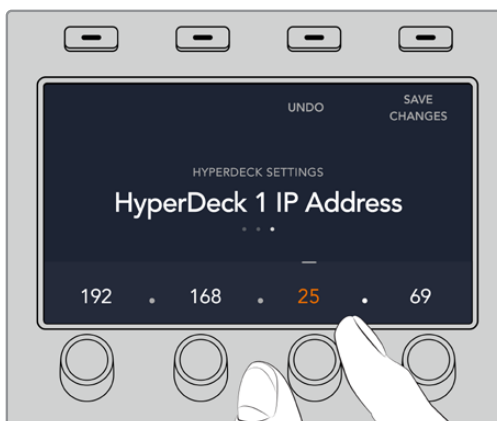 UNDO
SAVE
CHANGES
HYPERDECK SETTINGS
HyperDeck 1 IP Address
192 . 168 . 25 . 69